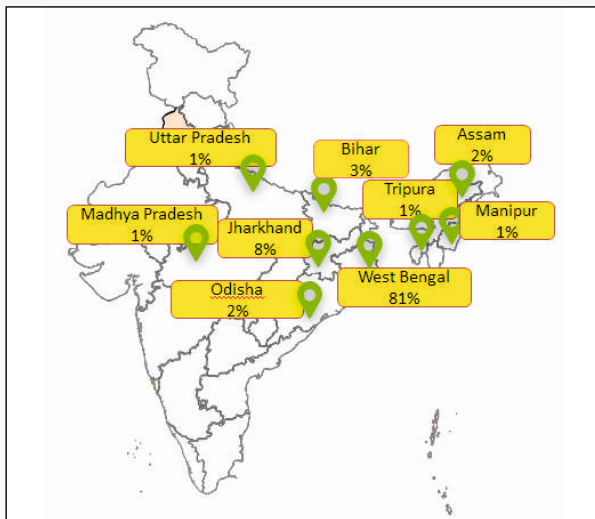 Uttar Pradesh
1%
Bihar
3%
Assam
2%
Tripura
1%
Madhya Pradesh
1%
Jharkhand
8%
Manipur
1%
Odisha
2%
West Bengal
81%